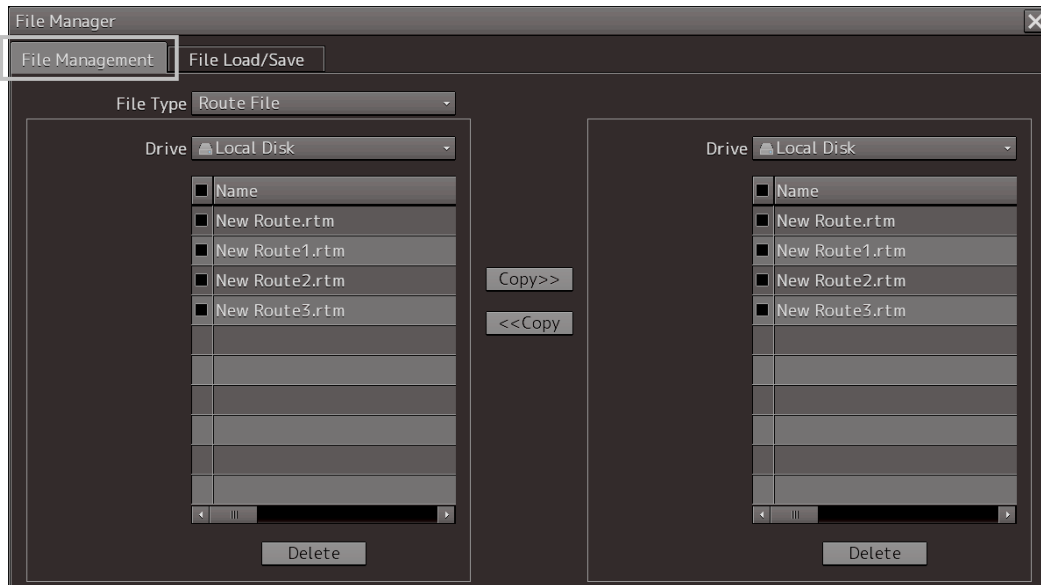 File Manager
File Management
File Load/Save
File Type Route File
Drive Local Disk
Name
New Route.rtm
New Route1.rtm
New Route2.rtm
New Route3.rtm
Delete
Copy>>
<<Copy
Drive Local Disk
Name
New Route.rtm
New Route1.rtm
New Route2.rtm
New Route3.rtm
Delete